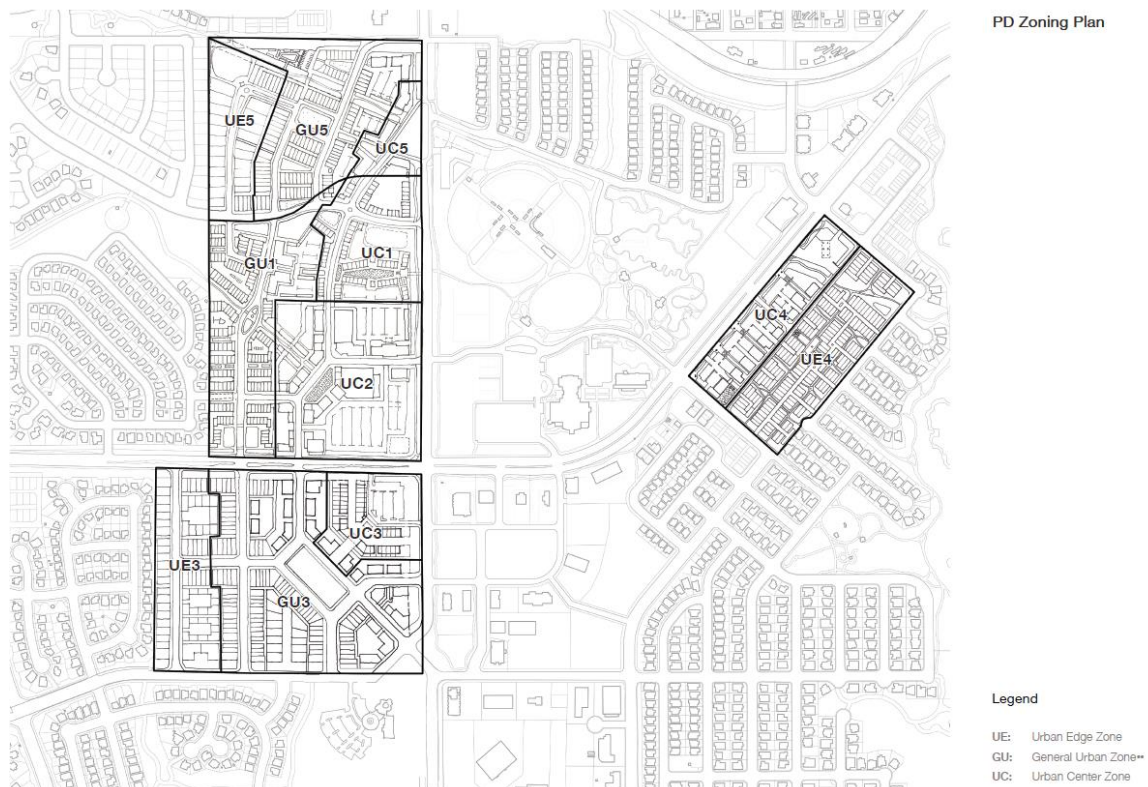 PD Zoning Plan
UE5
GU5
UC5
GU1
UC1
UC2
UC4
UE4
UC3
UE3
GU3
Legend
UE: Urban Edge Zone
GU: General Urban Zone••
UC: Urban Center Zone